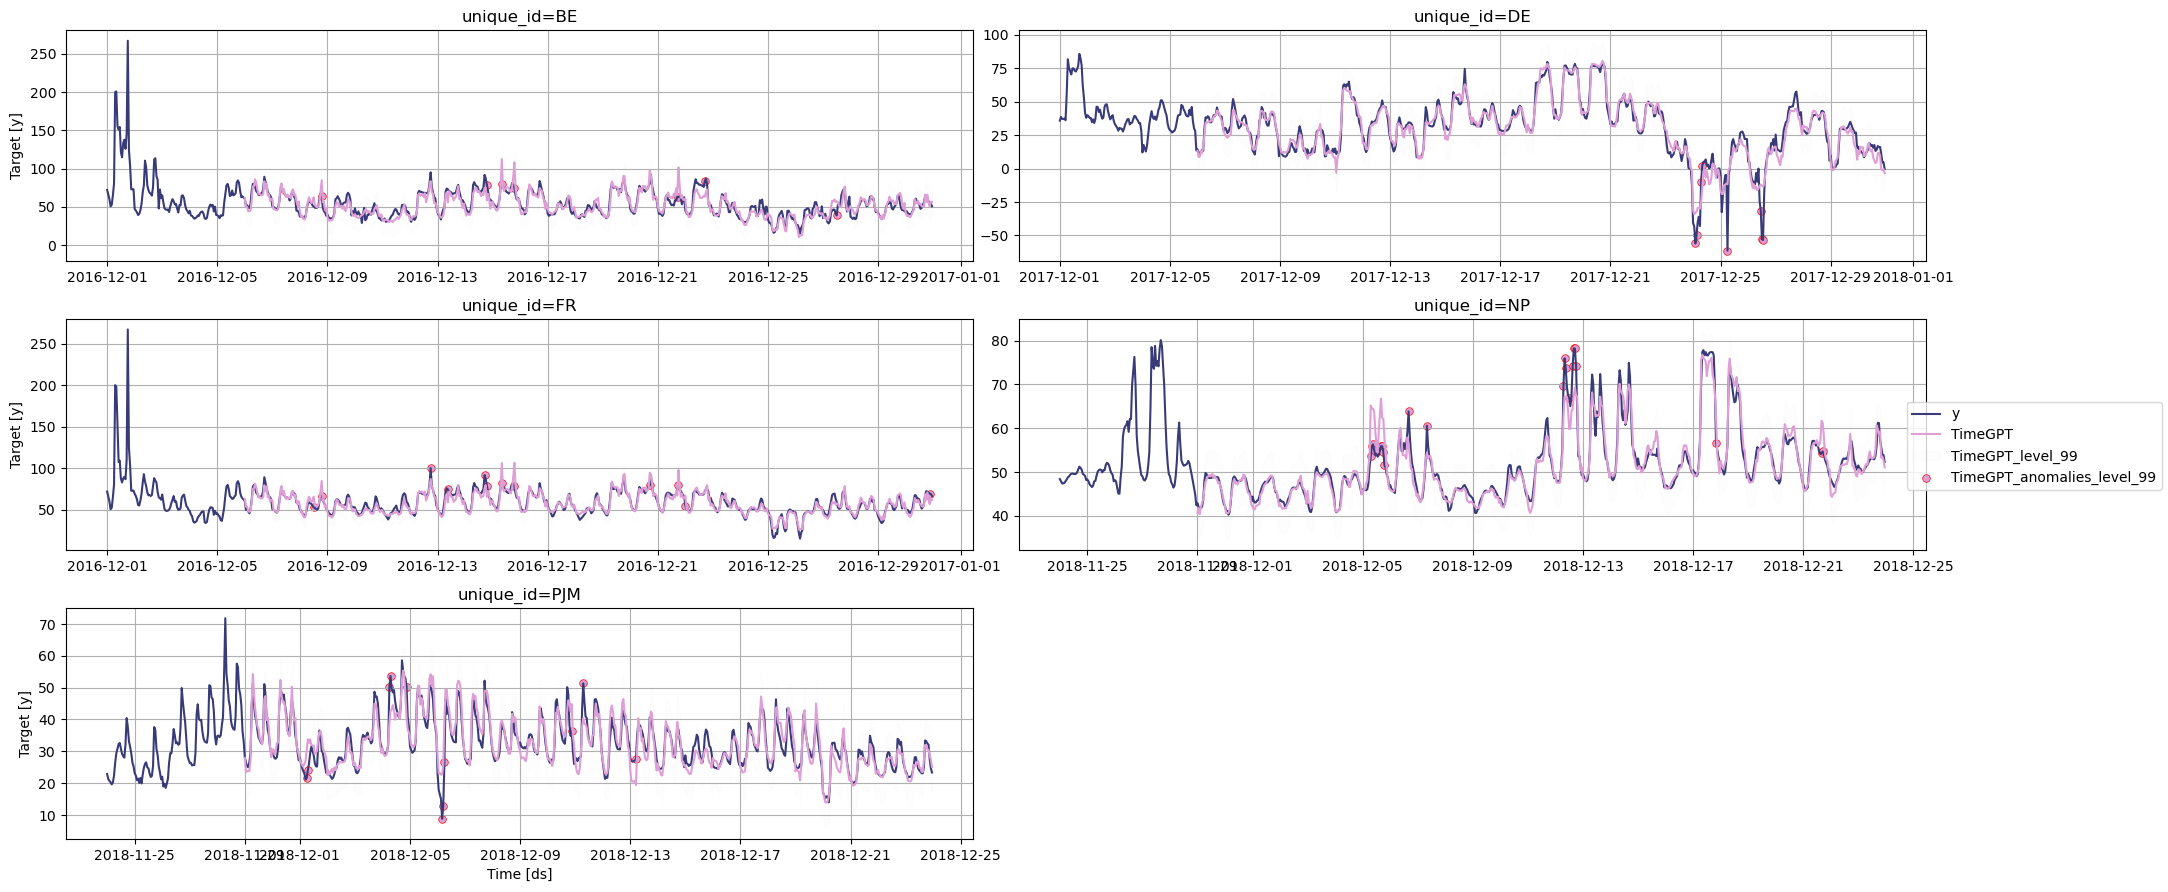 unique_id=BE
Target [y]
250
200
150
100
50
0
2016-12-01 2016-12-05 2016-12-09 2016-12-13 2016-12-17 2016-12-21 2016-12-25 2016-12-29 2017-01-01
unique_id=DE
100
75
50
25
0
−25
−50
2017-12-01 2017-12-05 2017-12-09 2017-12-13 2017-12-17 2017-12-21 2017-12-25 2017-12-29 2018-01-01
unique_id=FR
Target [y]
250
200
150
100
50
2016-12-01 2016-12-05 2016-12-09 2016-12-13 2016-12-17 2016-12-21 2016-12-25 2016-12-29 2017-01-01
unique_id=NP
80
70
60
50
40
2018-11-25 2018-11-29 2018-12-01 2018-12-05 2018-12-09 2018-12-13 2018-12-17 2018-12-21 2018-12-25
y
TimeGPT
TimeGPT_level_99
TimeGPT_anomalies_level_99
unique_id=PJM
Target [y]
70
60
50
40
30
20
10
2018-11-25 2018-11-29 2018-12-01 2018-12-05 2018-12-09 2018-12-13 2018-12-17 2018-12-21 2018-12-25
Time [ds]